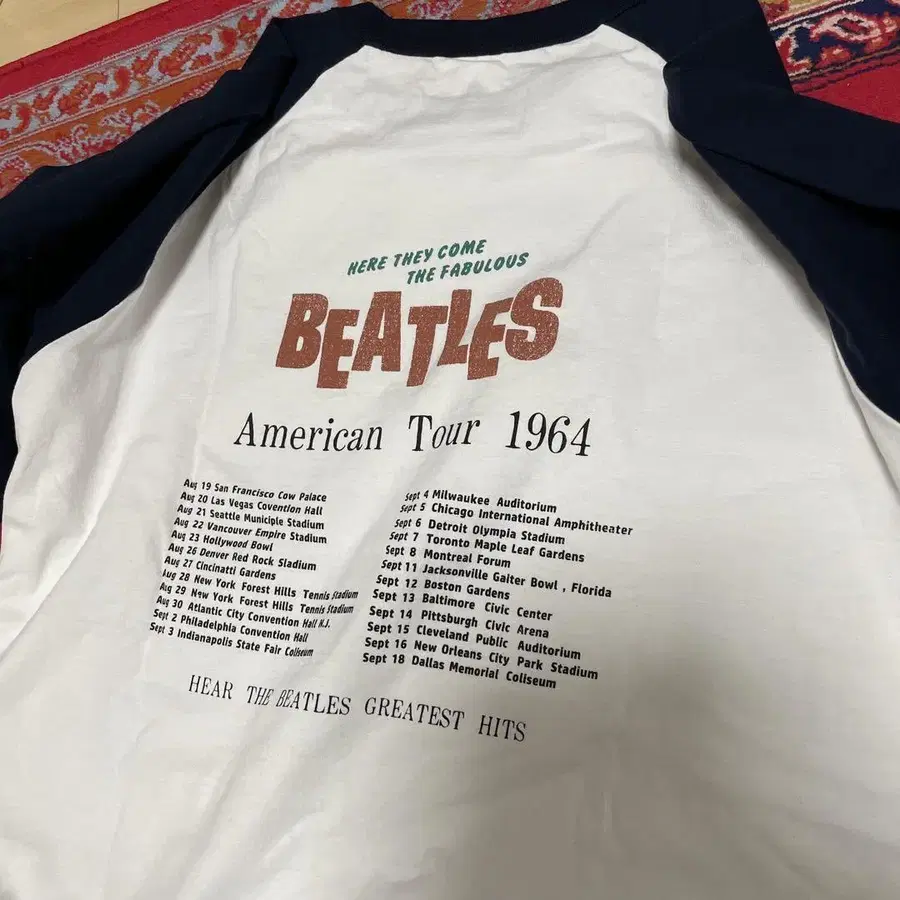 HERE THEY COME
THE FABULOUS
BEATLES
American Tour 1964
Aug 19 San Francisco Cow Palace
Aug 20 Las Vegas Covention Hall
Aug 21 Seattle Municiple Stadium
Aug 22 Vancouver Empire Stadium
Aug 23 Hollywood Bowl
Aug 26 Denver Red Rock Sladium
Aug 27 Cincinatti Gardens
Aug 28 New York Forest Hills Tennis Stadium
Aug 29 New York Forest Hills Tennis Stadium
Aug 30 Atlantic City Convention Hall N.J.
Sept 2 Philadelphia Convention Hall
Sept 3 Indianapolis State Fair Coliseum
Sept 4 Milwaukee Auditorium
Sept 5 Chicago International Amphitheater
Sept 6 Detroit Olympia Stadium
Sept 7 Toronto Maple Leaf Gardens
Sept 8 Montreal Forum
Sept 11 Jacksonville Gaiter Bowl , Florida
Sept 12 Boston Gardens
Sept 13 Baltimore Civic Center
Sept 14 Pittsburgh Civic Arena
Sept 15 Cleveland Public Auditorium
Sept 16 New Orleans City Park Stadium
Sept 18 Dallas Memorial Coliseum
HEAR THE BEATLES GREATEST HITS